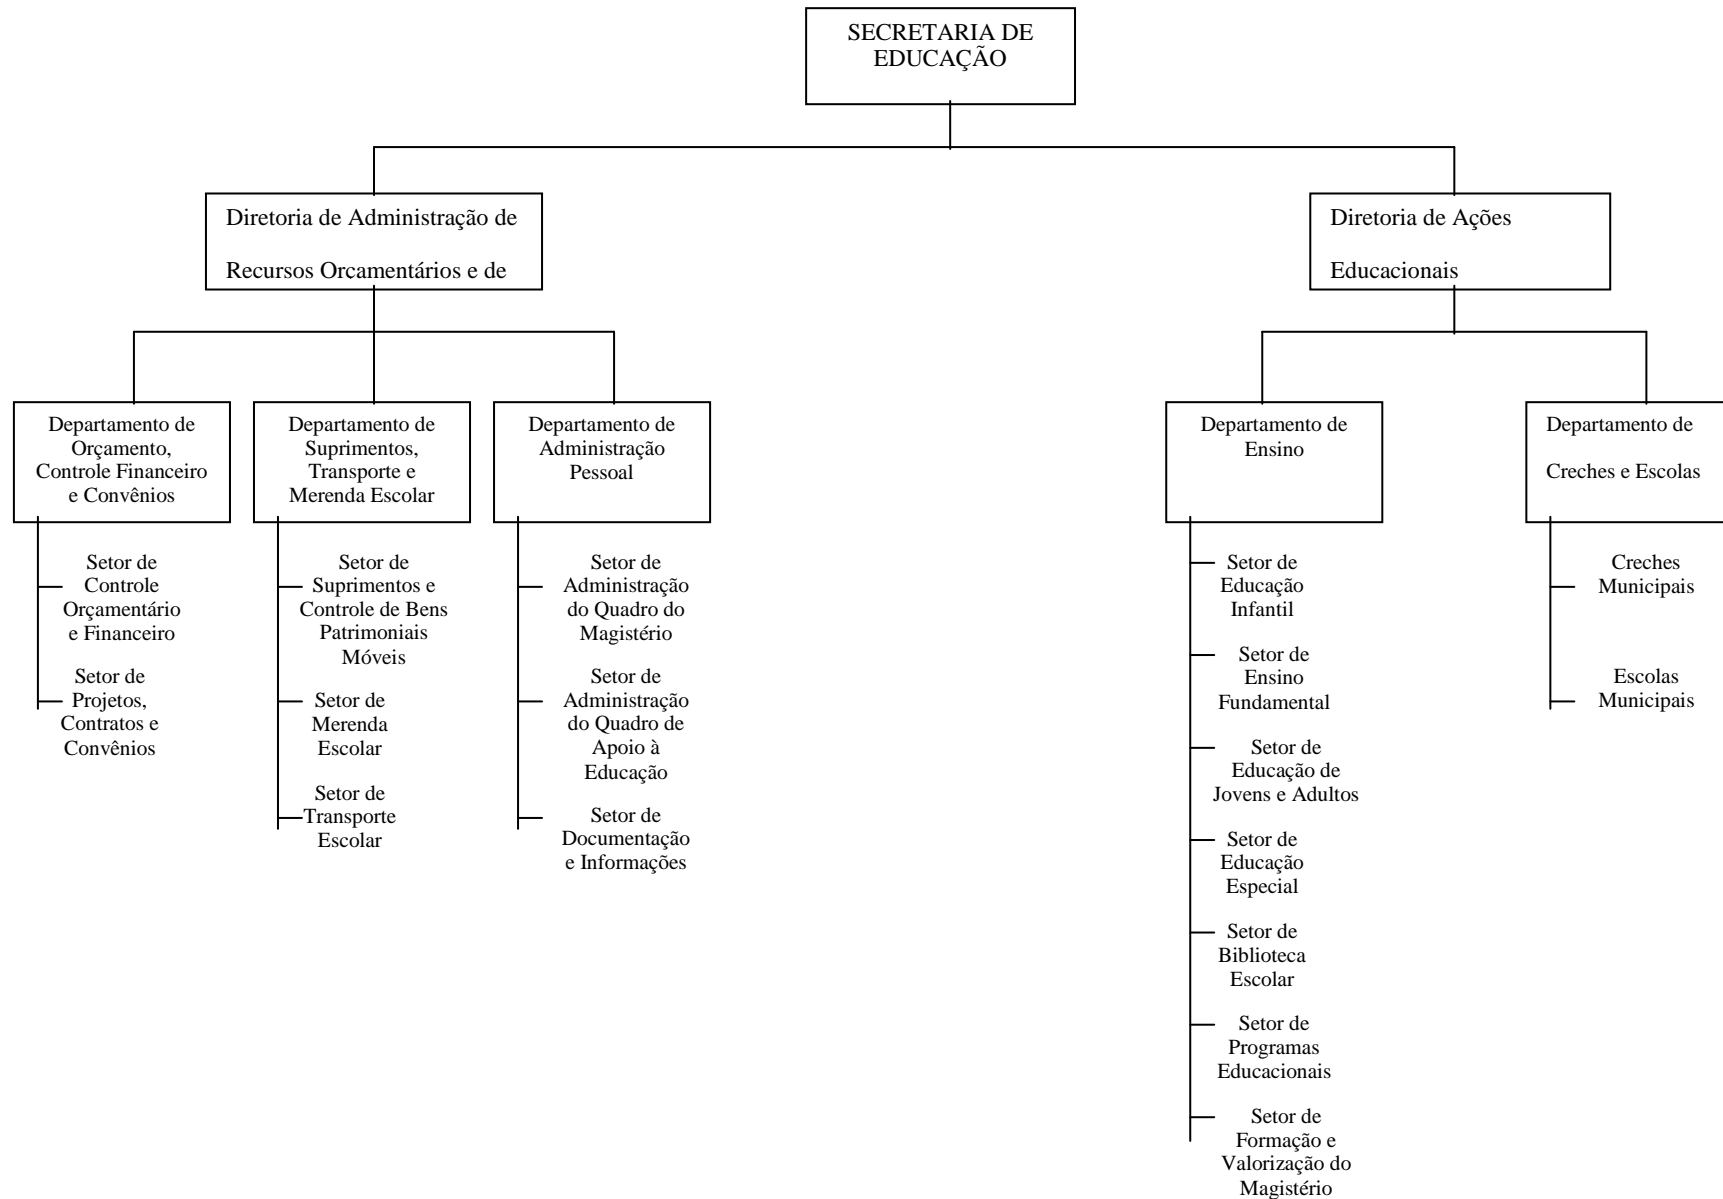 SECRETARIA DE
EDUCAÇÃO
Diretoria de Administração de
Recursos Orcamentários e de
Diretoria de Ações
Educacionais
Departamento de
Orçamento,
Controle Financeiro
e Convênios
Departamento de
Suprimentos,
Transporte e
Merenda Escolar
Departamento de
Administração
Pessoal
Departamento de
Ensino
Departamento de
Creches e Escolas
Setor de
Controle
Orçamentário
e Financeiro
Setor de
Projetos,
Contratos e
Convênios
Setor de
Suprimentos e
Controle de Bens
Patrimoniais
Móveis
Setor de
Merenda
Escolar
Setor de
Transporte
Escolar
Setor de
Administração
do Quadro do
Magistério
Setor de
Administração
do Quadro de
Apoio à
Educação
Setor de
Documentação
e Informações
Setor de
Educação
Infantil
Setor de
Ensino
Fundamental
Setor de
Educação de
Jovens e Adultos
Setor de
Educação
Especial
Setor de
Biblioteca
Escolar
Setor de
Programas
Educacionais
Setor de
Formação e
Valorização do
Magistério
Creches
Municipais
Escolas
Municipais